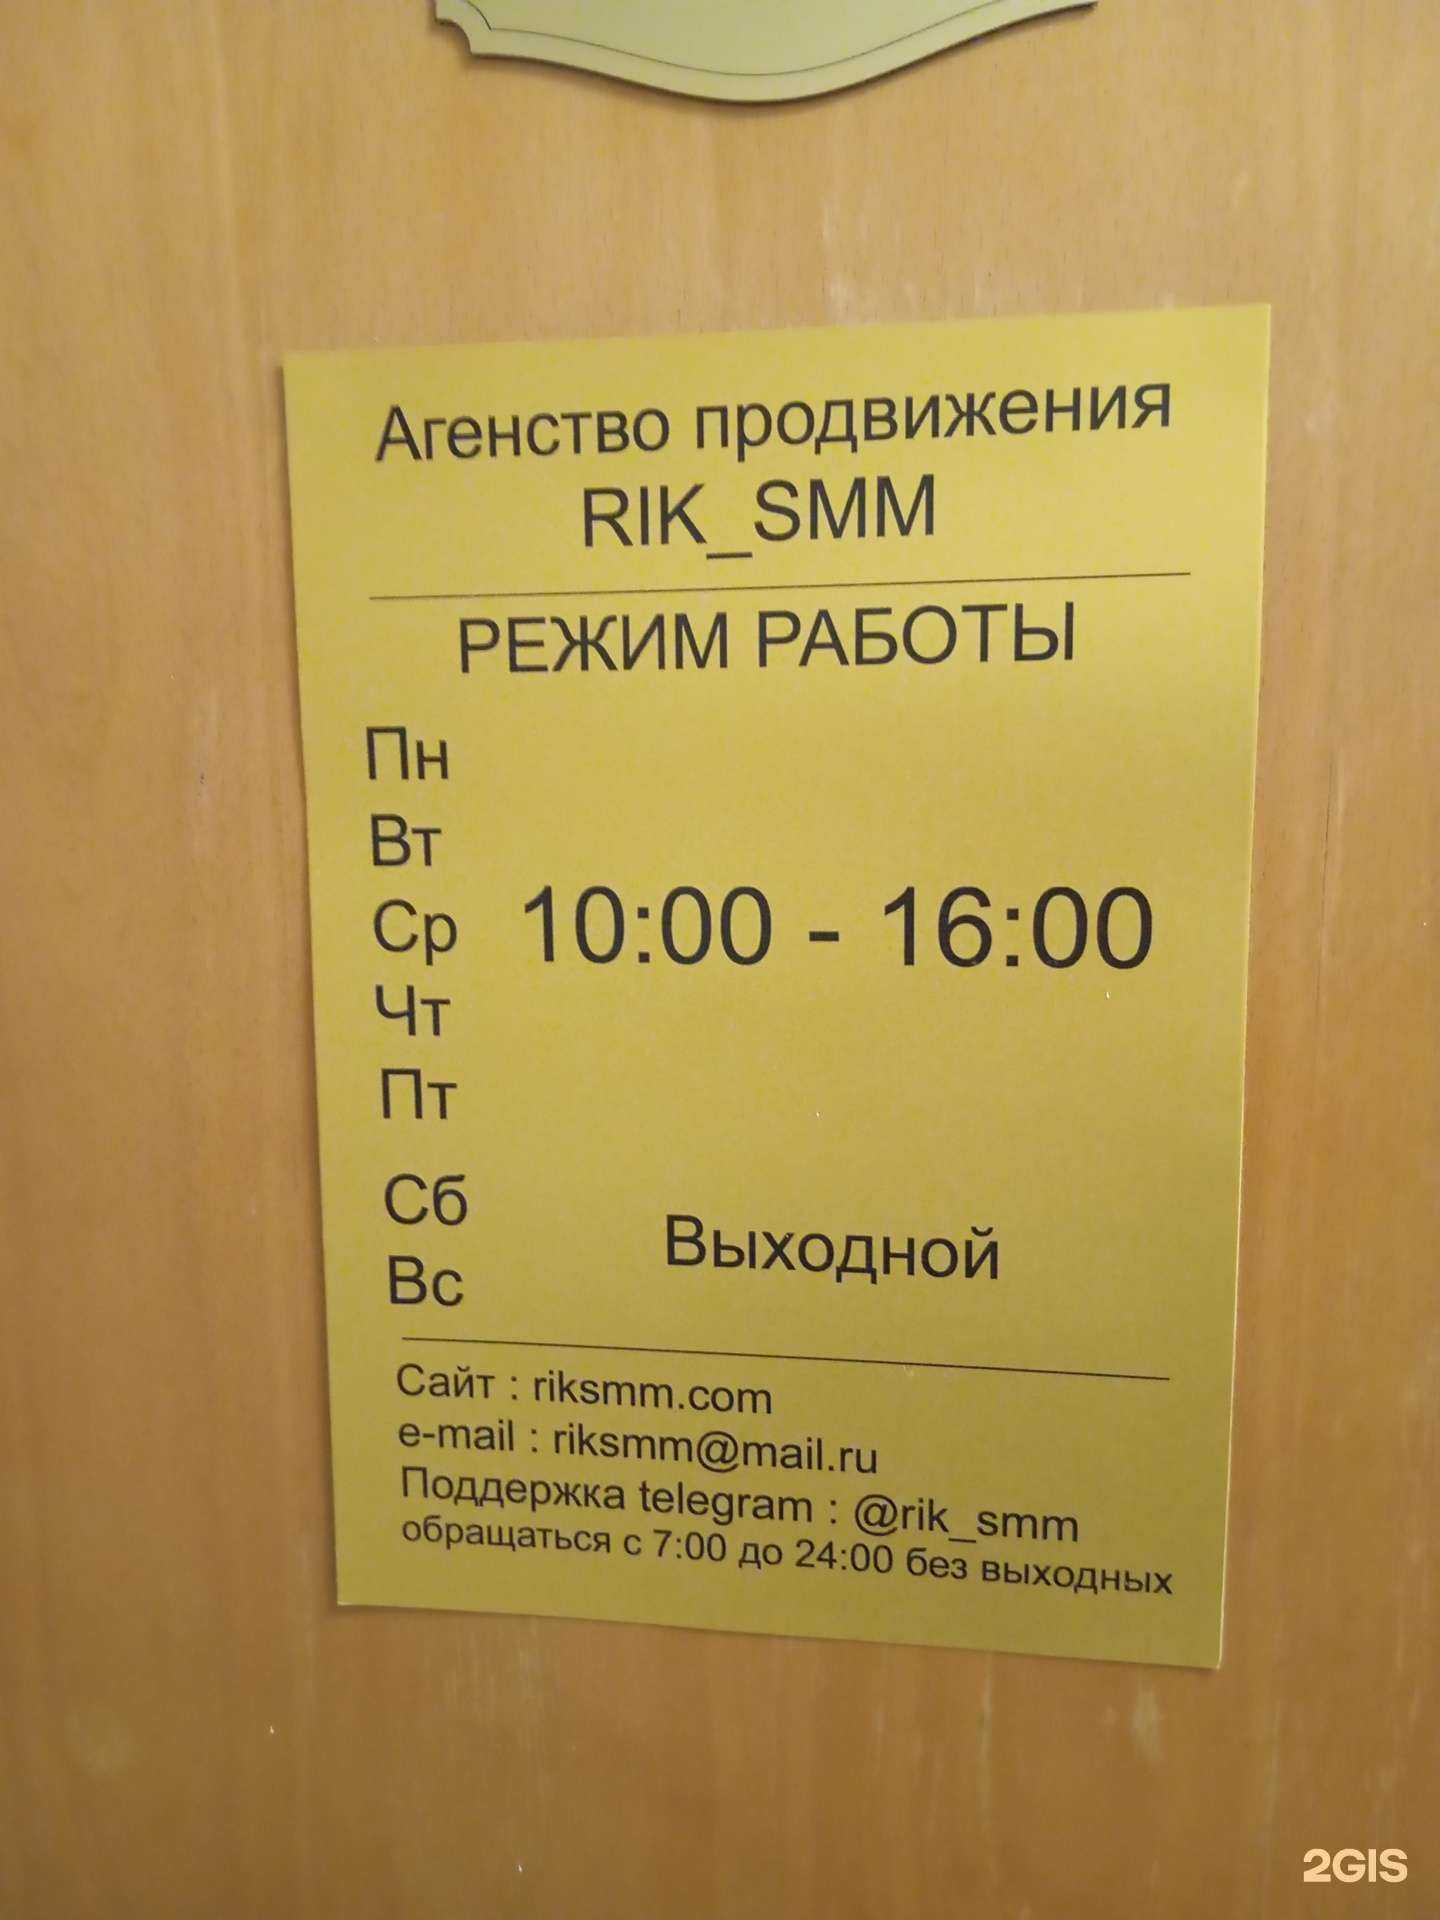 Агенство продвижения
RIK_SMM
РЕЖИМ РАБОТЫ
Пн
Вт
Ср 10:00 - 16:00
Чт
Пт
Сб
Выходной
Вс
Сайт : riksmm.com
e-mail : riksmm@mail.ru
Поддержка telegram : @rik_smm
обращаться с 7:00 до 24:00 без выходных
2GIS